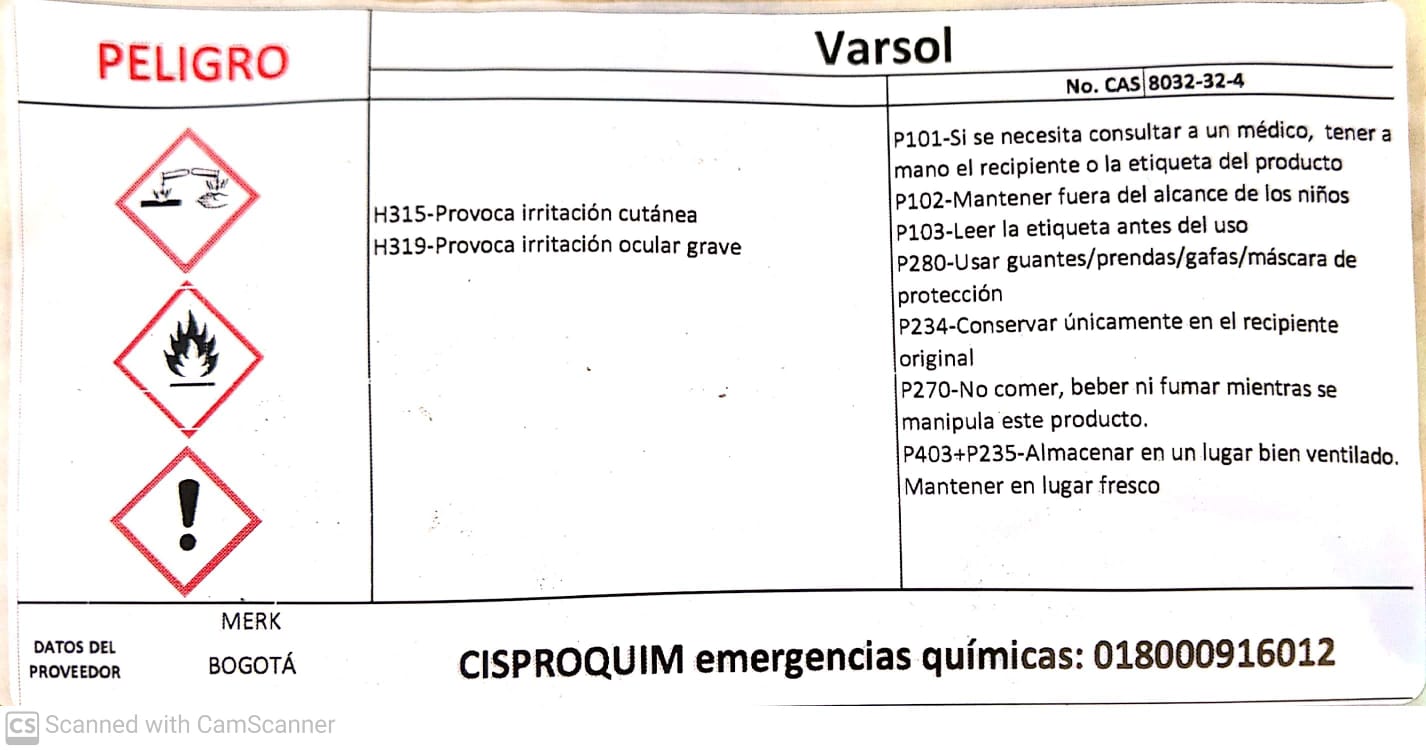 PELIGRO
Varsol
No. CAS 8032-32-4
H315-Provoca irritación cutánea
H319-Provoca irritación ocular grave
P101-Si se necesita consultar a un médico, tener a
mano el recipiente o la etiqueta del producto
P102-Mantener fuera del alcance de los niños
P103-Leer la etiqueta antes del uso
P280-Usar guantes/prendas/gafas/máscara de
protección
P234-Conservar únicamente en el recipiente
original
P270-No comer, beber ni fumar mientras se
manipula este producto.
P403+P235-Almacenar en un lugar bien ventilado.
Mantener en lugar fresco
DATOS DEL
PROVEEDOR
MERK
BOGOTÁ
CISPROQUIM emergencias químicas: 018000916012
CS Scanned with CamScanner